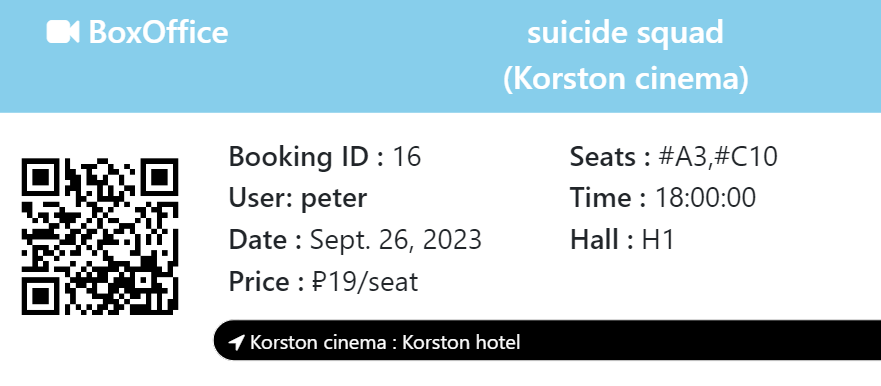 BoxOffice
suicide squad
(Korston cinema)
Booking ID : 16
Seats : #A3,#C10
User: peter
Time : 18:00:00
Date : Sept. 26, 2023
Hall : H1
Price : ₽19/seat
Korston cinema : Korston hotel